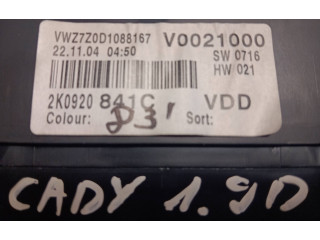 VWZ7Z0D1088167 V0021000
22.11.04 04:50 SW 0716
HW 021
2K0920 841C VDD
Colour: Sort:
CADY 1.9D